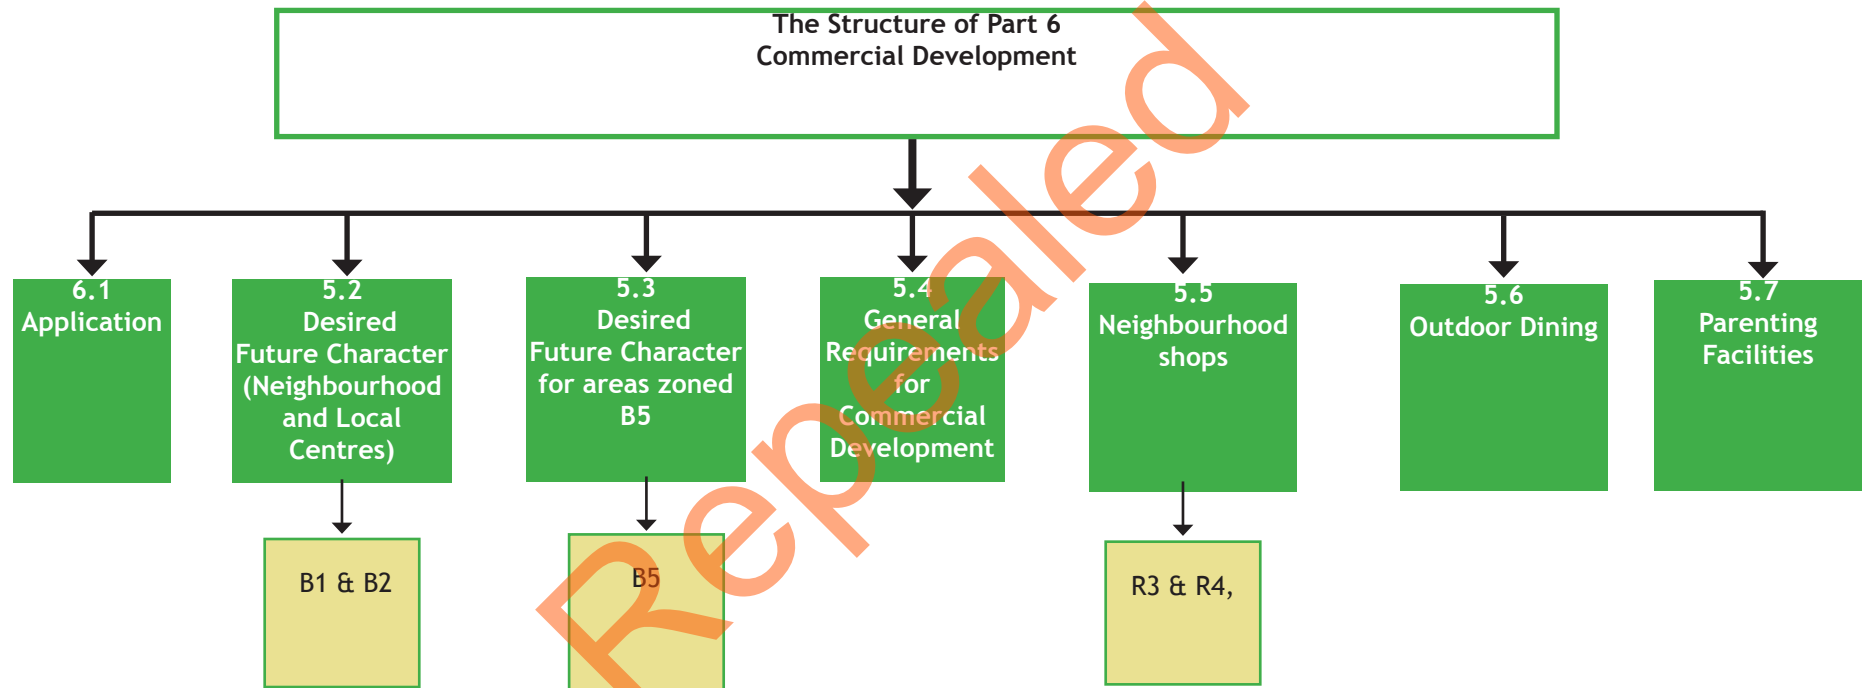 The Structure of Part 6
Commercial Development
6.1
Application
5.2
Desired
Future Character
(Neighbourhood
and Local
Centres)
5.3
Desired
Future Character
for areas zoned
B5
5.4
General
Requirements
for
Commercial
Development
5.5
Neighbourhood
shops
5.6
Outdoor Dining
5.7
Parenting
Facilities
B1 & B2
B5
R3 & R4,
Repealed